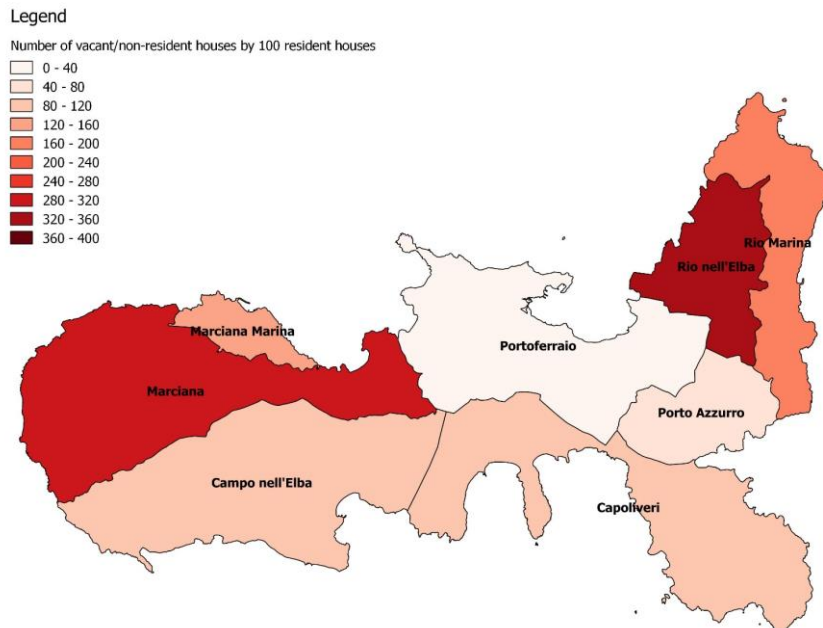 Legend
Number of vacant/non-resident houses by 100 resident houses
0 - 40
40 - 80
80 - 120
120 - 160
160 - 200
200 - 240
240 - 280
280 - 320
320 - 360
360 - 400
Rio Marina
Rio nell'Elba
Marciana Marina
Portoferraio
Marciana
Porto Azzurro
Campo nell'Elba
Capoliveri